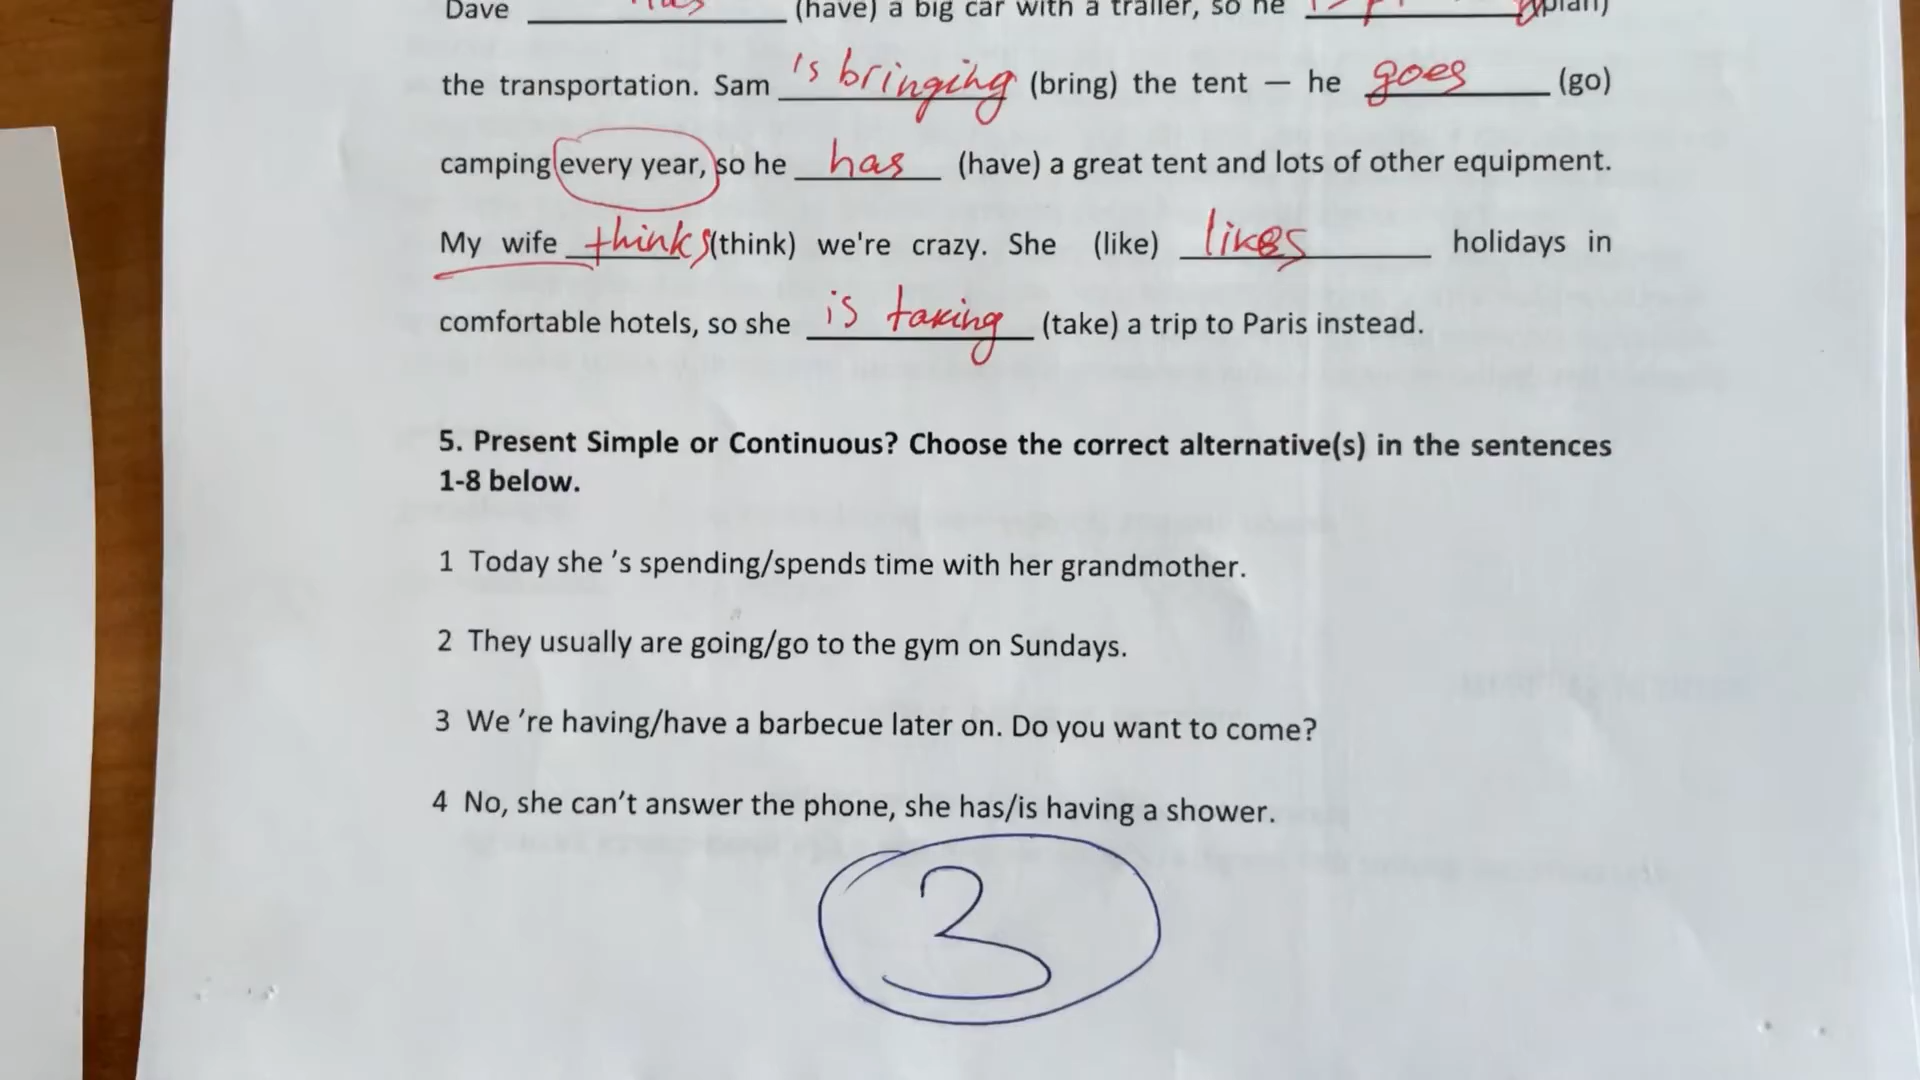 Dave has (have) a big car with a trailer, so he (plan)
the transportation. Sam is bringing (bring) the tent – he goes (go)
camping every year, so he has (have) a great tent and lots of other equipment.
My wife thinks (think) we're crazy. She (like) likes holidays in
comfortable hotels, so she is taking (take) a trip to Paris instead.
5. Present Simple or Continuous? Choose the correct alternative(s) in the sentences
1-8 below.
1 Today she 's spending/spends time with her grandmother.
2 They usually are going/go to the gym on Sundays.
3 We 're having/have a barbecue later on. Do you want to come?
4 No, she can't answer the phone, she has/is having a shower.
3